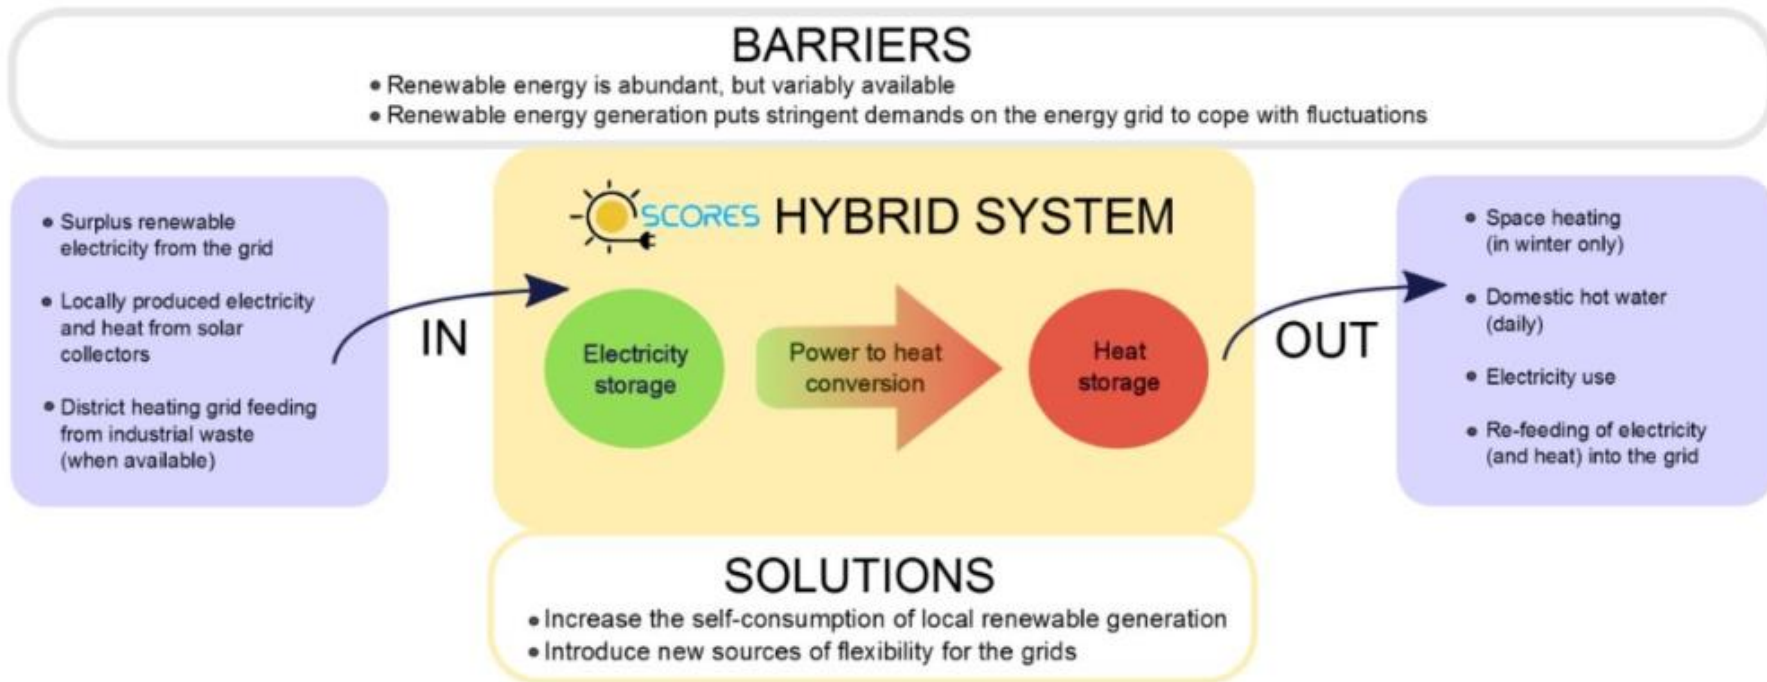 BARRIERS
• Renewable energy is abundant, but variably available
• Renewable energy generation puts stringent demands on the energy grid to cope with fluctuations
• Surplus renewable
electricity from the grid
• Locally produced electricity
and heat from solar
collectors
• District heating grid feeding
from industrial waste
(when available)
IN
SCORES HYBRID SYSTEM
Electricity
storage
Power to heat
conversion
Heat
storage
OUT
• Space heating
(in winter only)
• Domestic hot water
(daily)
• Electricity use
• Re-feeding of electricity
(and heat) into the grid
SOLUTIONS
• Increase the self-consumption of local renewable generation
• Introduce new sources of flexibility for the grids